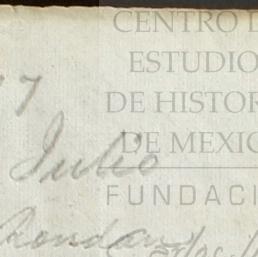 CENTRO D
ESTUDIO
DE HISTOR
DE MEXIC
FUNDACI
7
Julio